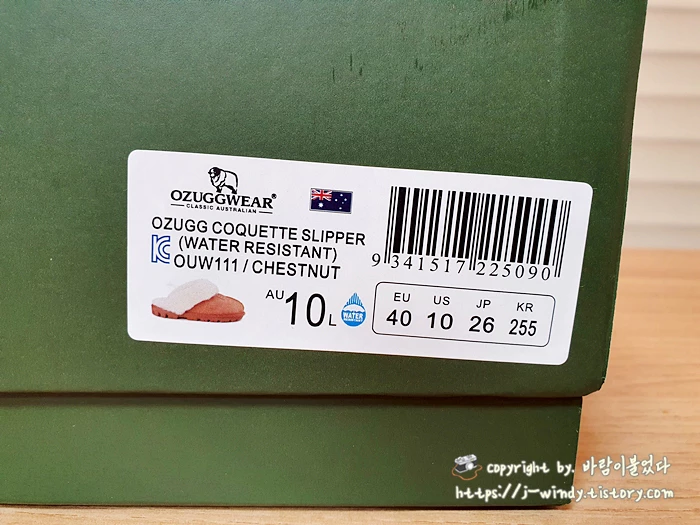 OZUGGWEAR®
CLASSIC AUSTRALIAN
OZUGG COQUETTE SLIPPER
(WATER RESISTANT)
OUW111 / CHESTNUT
AU 10 L
WATER
RESISTANT
9 341517 225090
EU US JP KR
40 10 26 255
copyright by. 바람이불었다
https://j-windy.tistory.com